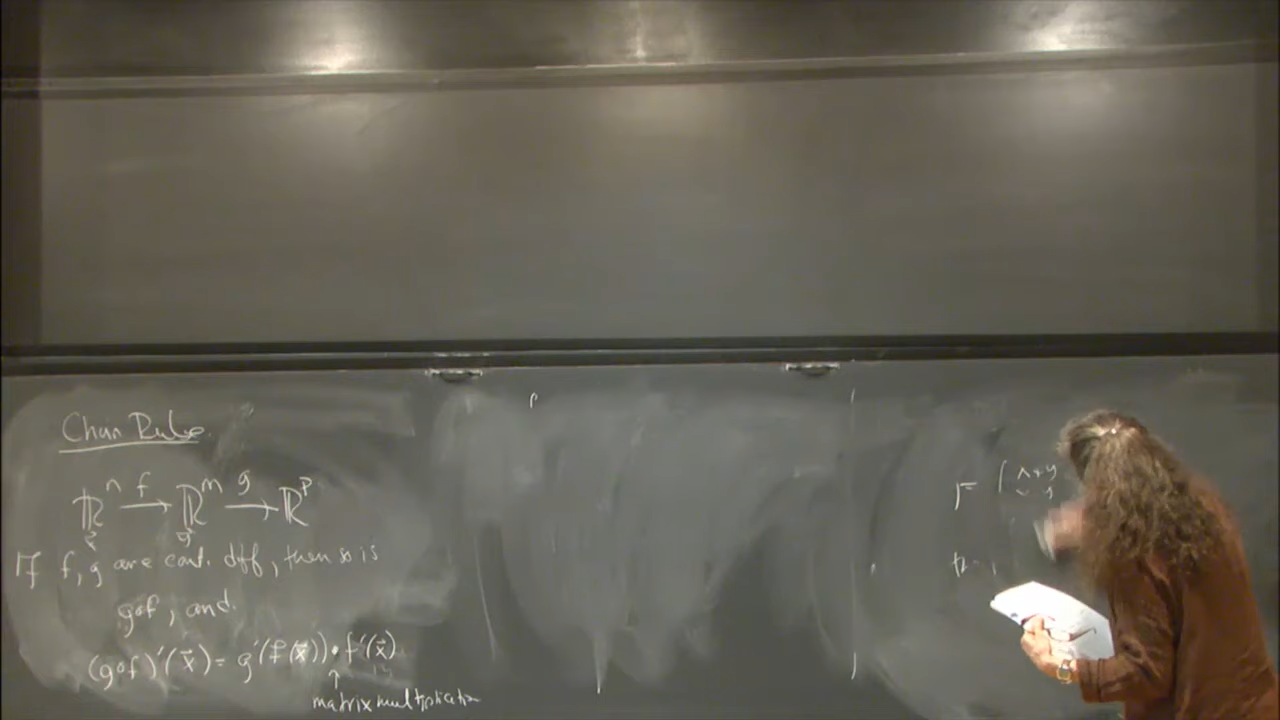 Chain Rule.
ℝⁿ —f→ ℝᵐ —g→ ℝᵖ
If f, g are cont. diff, then so is
g∘f, and.
(g∘f)'(x⃗) = g'(f(x⃗)) • f'(x⃗)
↑
matrix multiplication
x+y